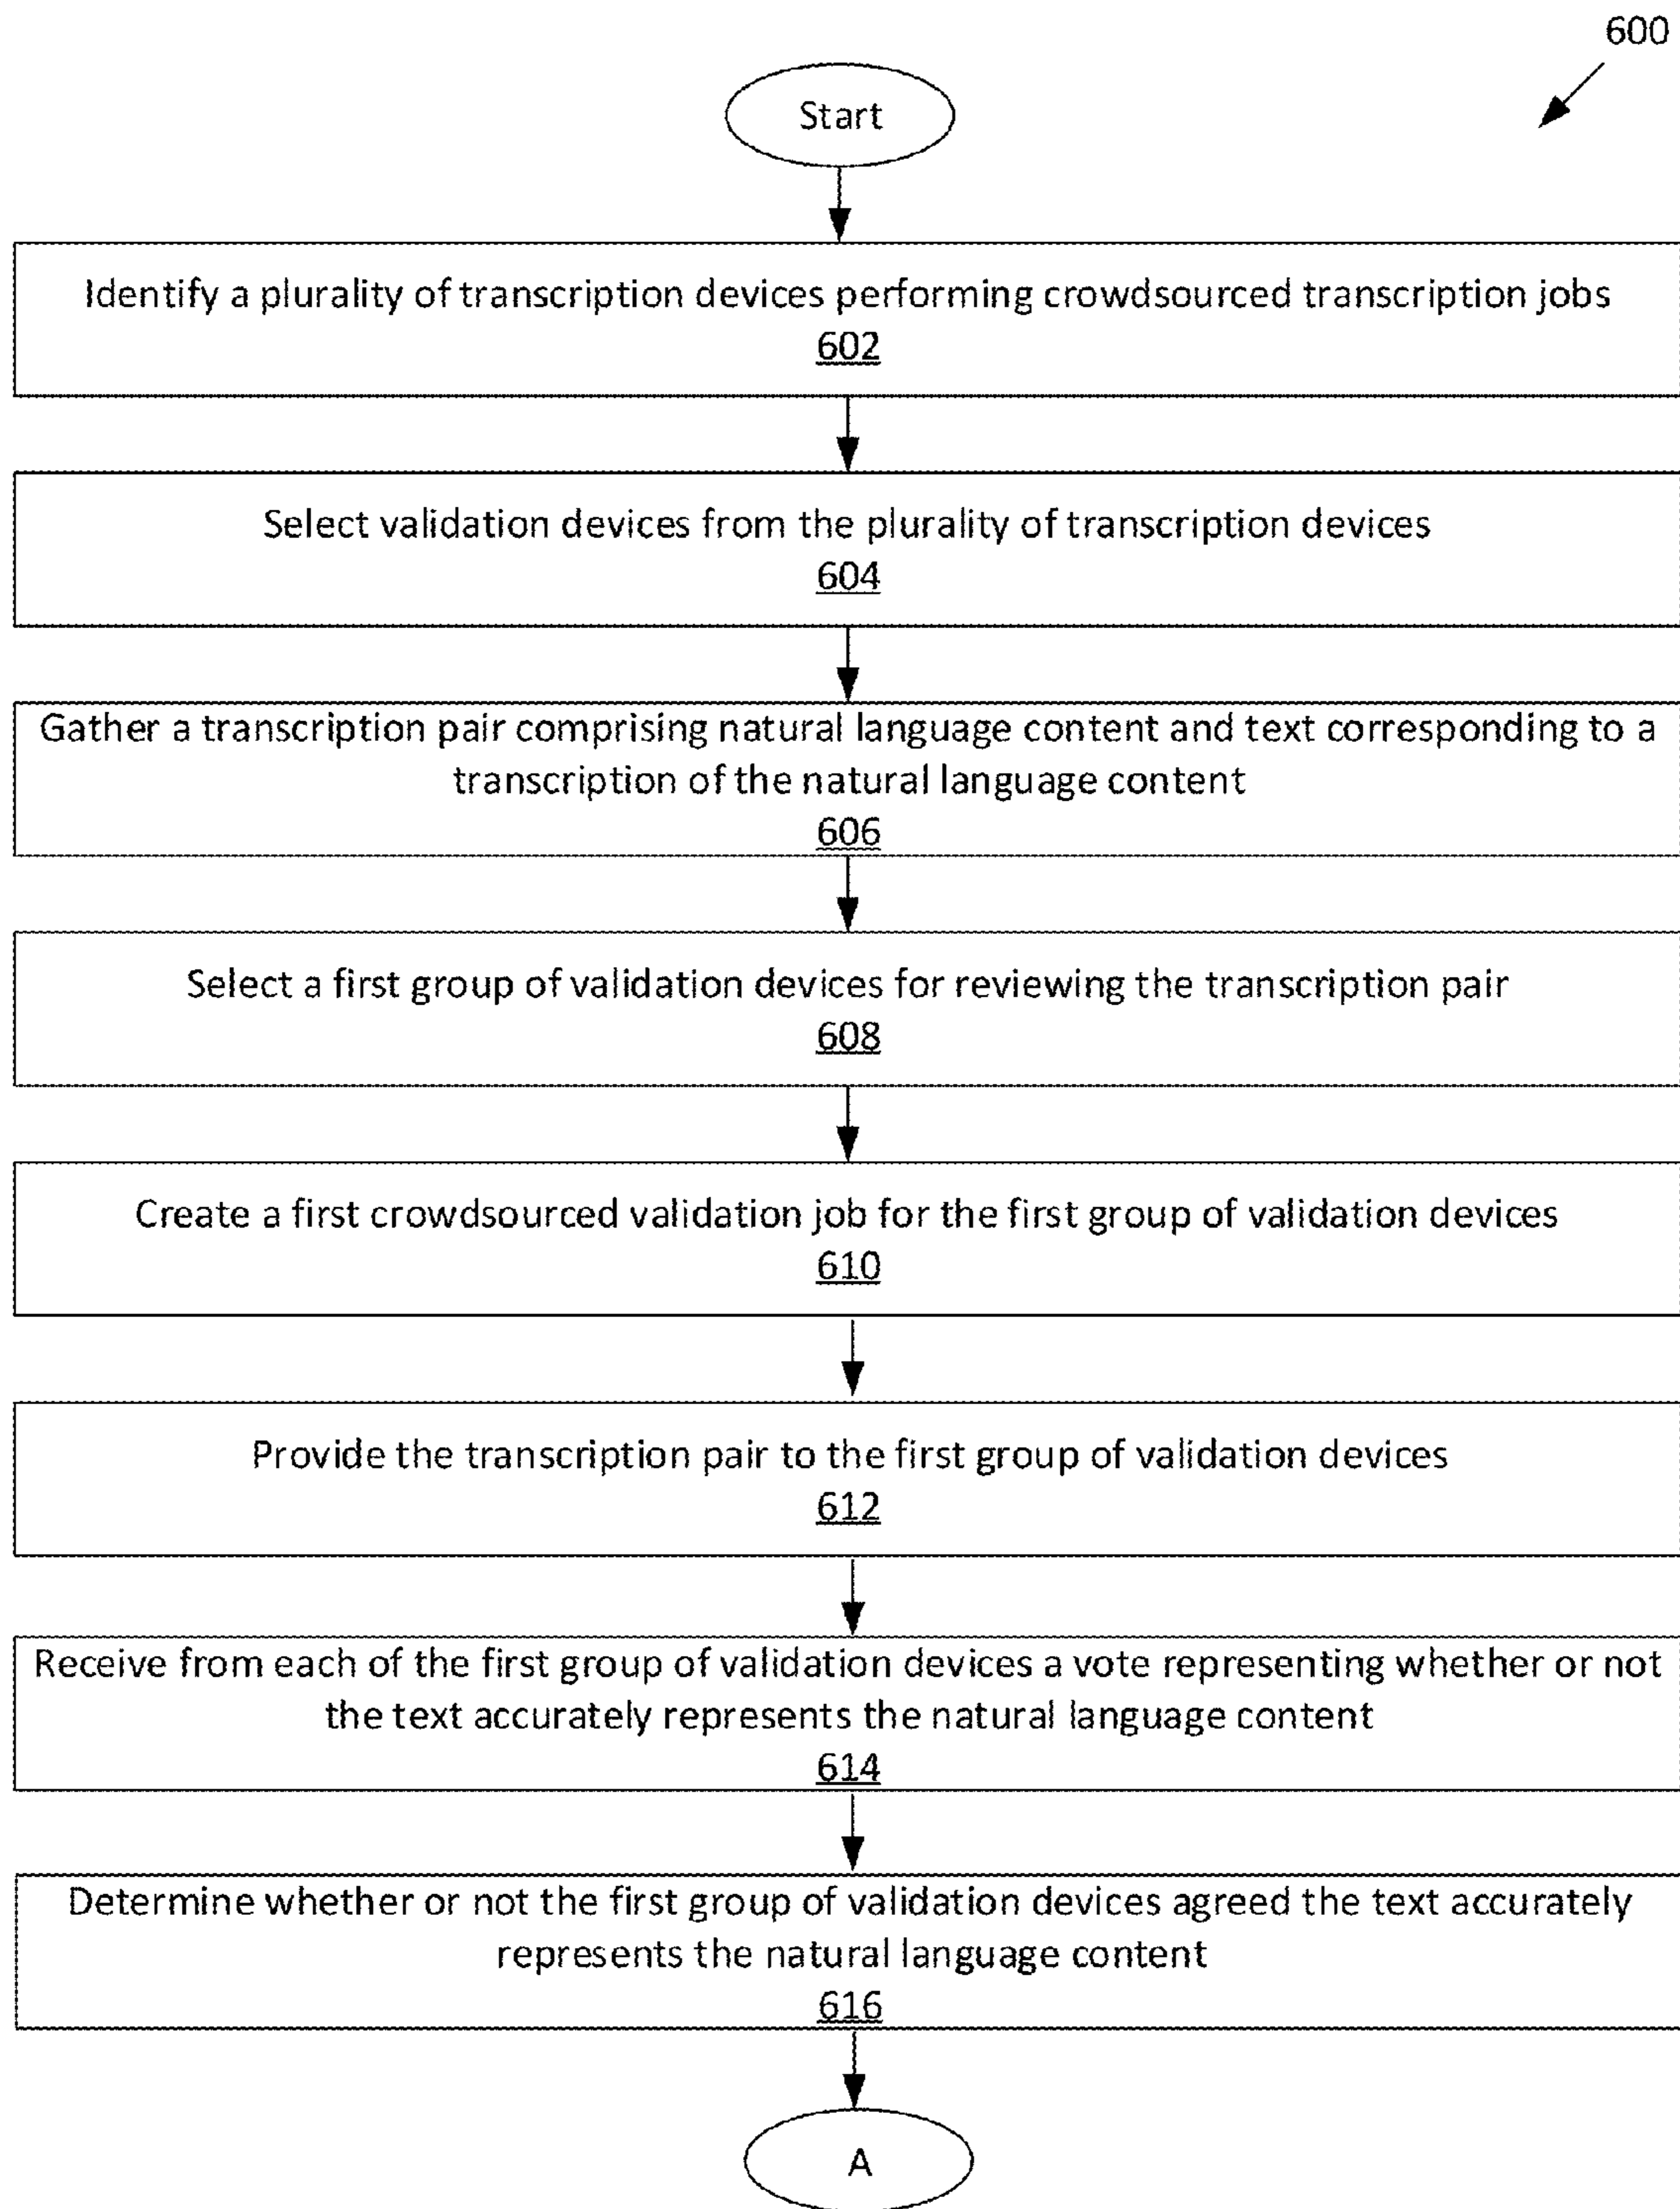 600
Start
Identify a plurality of transcription devices performing crowdsourced transcription jobs
602
Select validation devices from the plurality of transcription devices
604
Gather a transcription pair comprising natural language content and text corresponding to a
transcription of the natural language content
606
Select a first group of validation devices for reviewing the transcription pair
608
Create a first crowdsourced validation job for the first group of validation devices
610
Provide the transcription pair to the first group of validation devices
612
Receive from each of the first group of validation devices a vote representing whether or not
the text accurately represents the natural language content
614
Determine whether or not the first group of validation devices agreed the text accurately
represents the natural language content
616
A